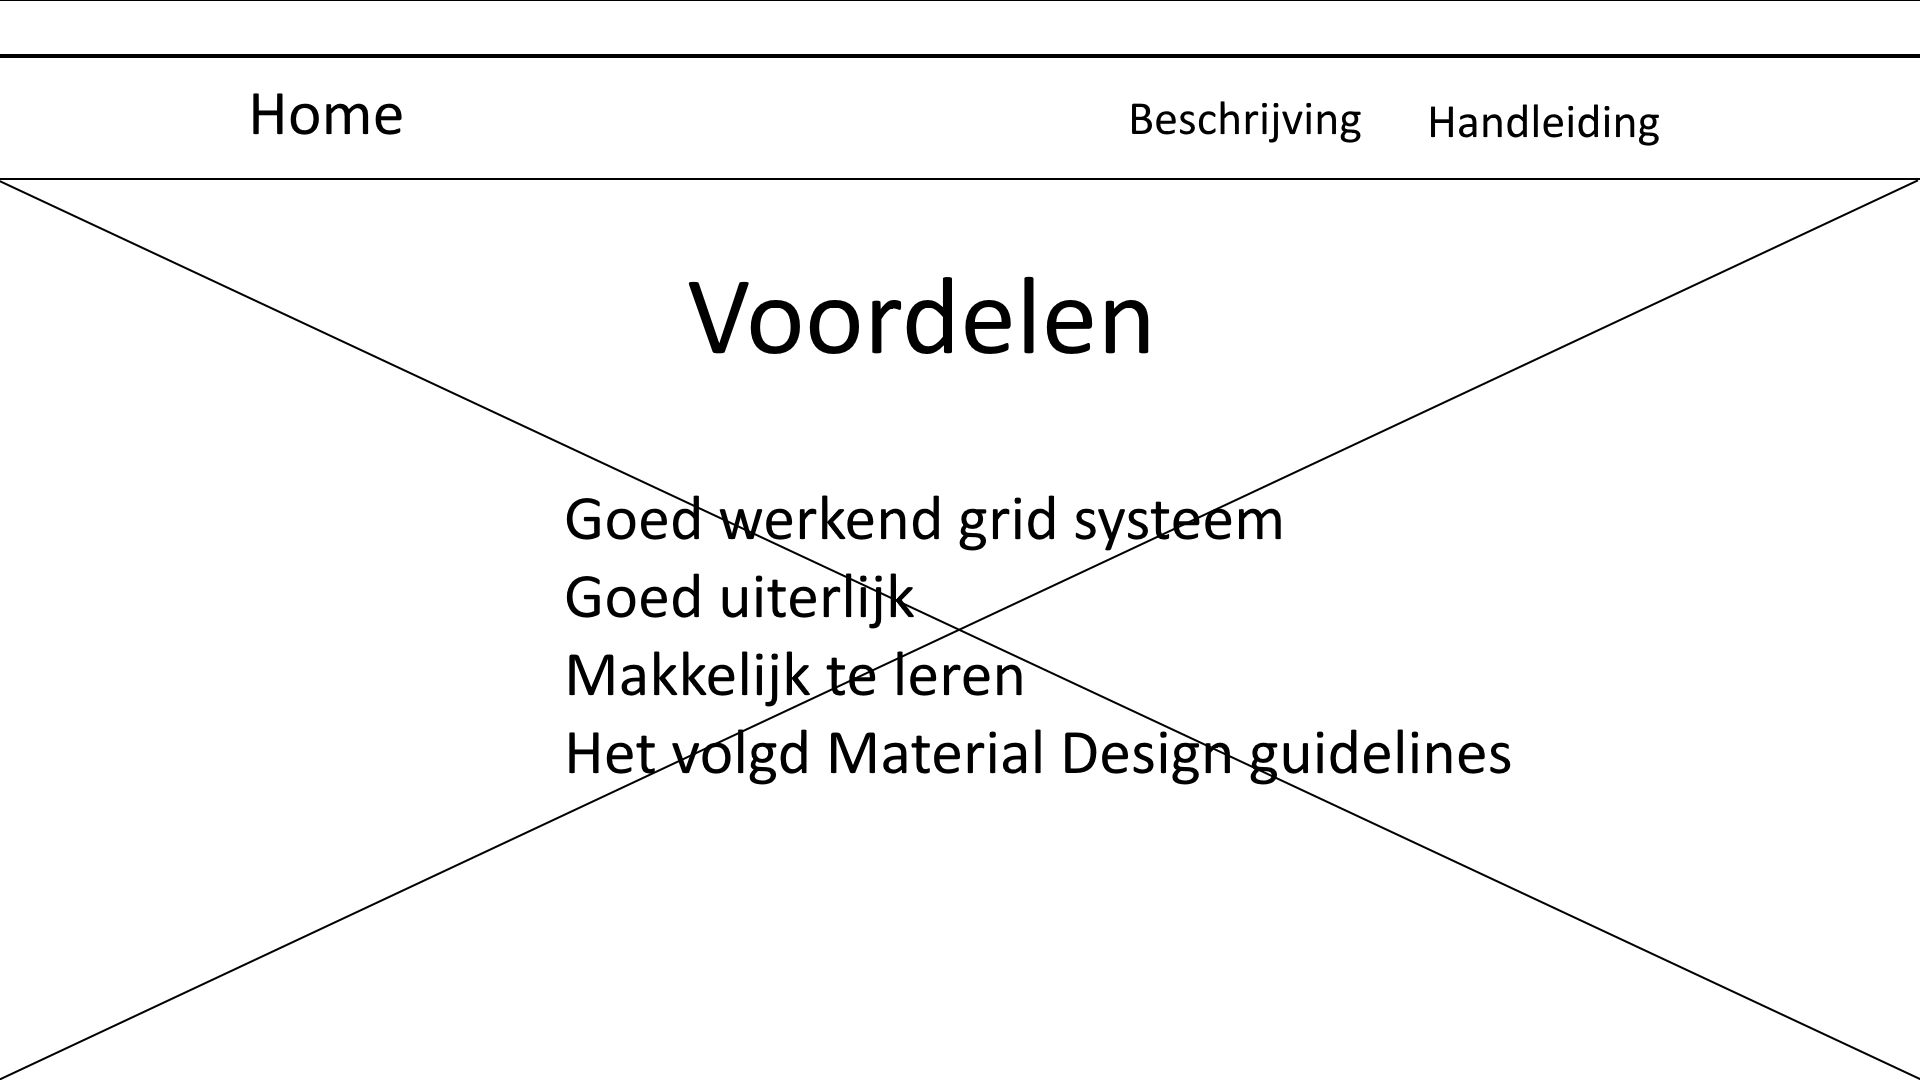 Home Beschrijving Handleiding
Voordelen
Goed werkend grid systeem
Goed uiterlijk
Makkelijk te leren
Het volgd Material Design guidelines